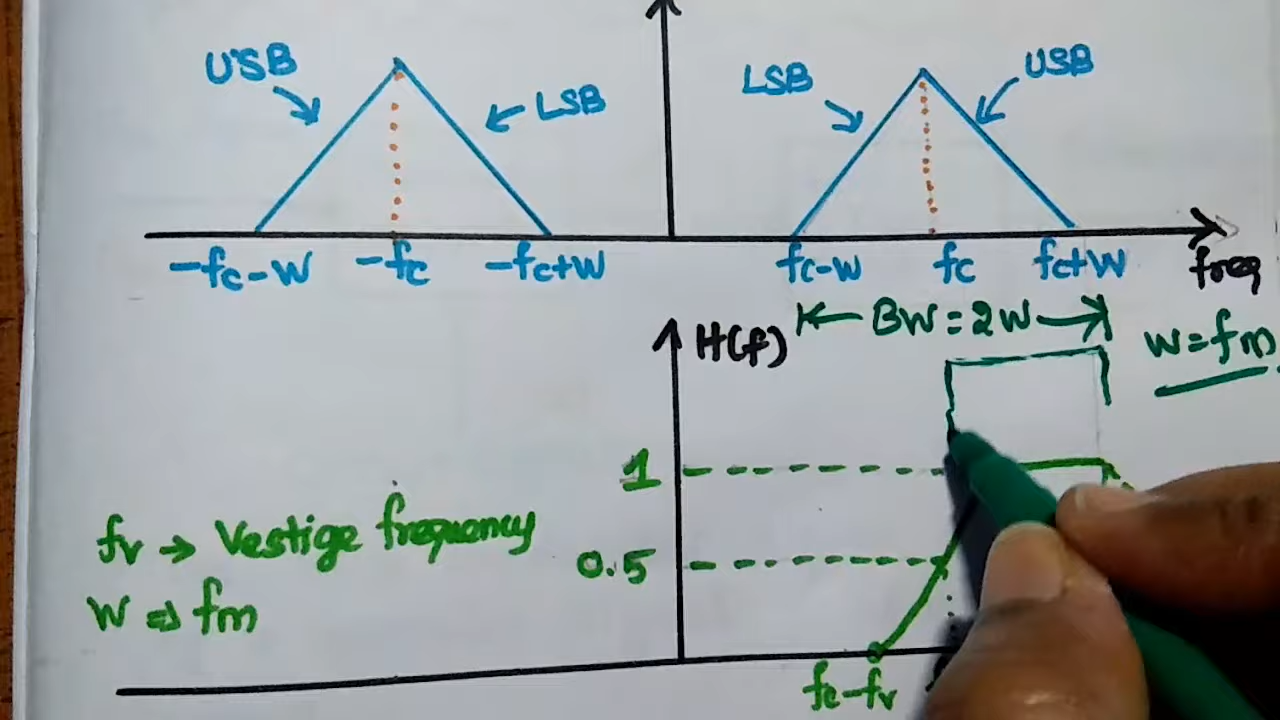 USB
LSB
LSB
USB
-fc-W
-fc
-fc+W
fc-W
fc
fc+W
freq
BW=2W
W=fm
H(f)
1
0.5
fv → Vestige frequency
W ⇒ fm
fc-fv